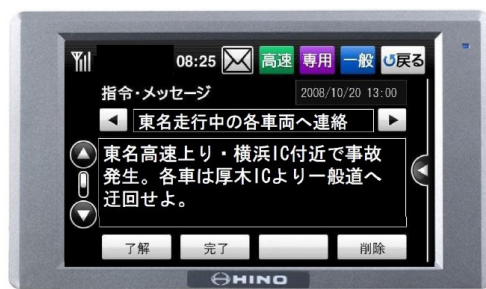 08:25 高速 専用 一般 戻る
指令・メッセージ 2008/10/20 13:00
東名走行中の各車両へ連絡
東名高速上り・横浜IC付近で事故
発生。各車は厚木ICより一般道へ
迂回せよ。
了解 完了 削除
HINO